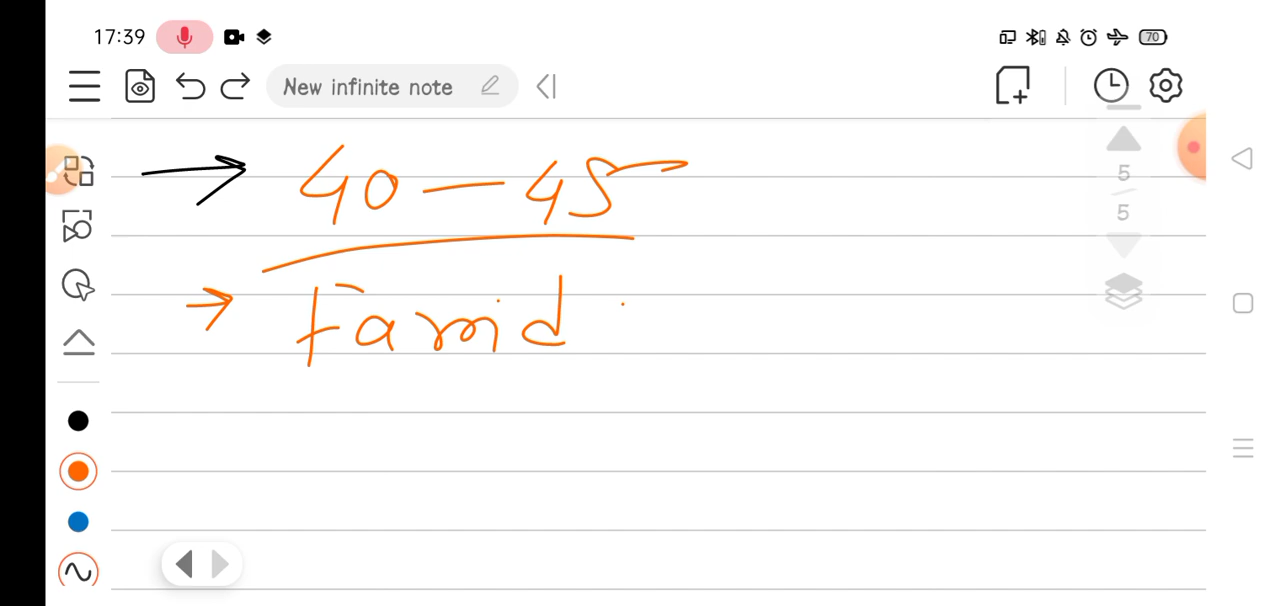 17:39 70
New infinite note
→ 40 — 45
5
5
→ Farid